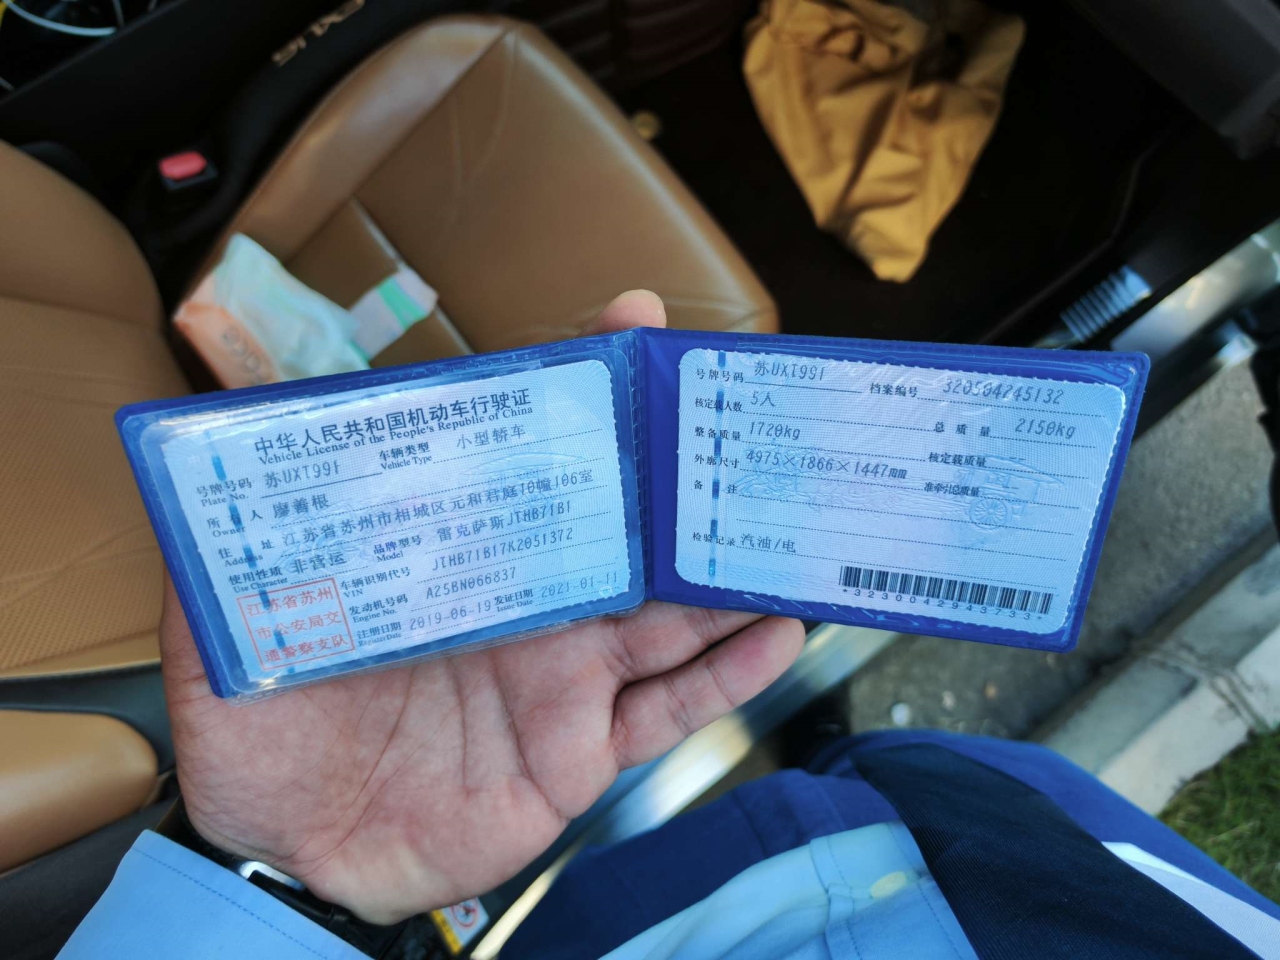 中华人民共和国机动车行驶证
Vehicle License of the People's Republic of China
号牌号码 苏UXT991 车辆类型 小型轿车
Plate No. Vehicle Type
所有人 廖善根
Owner
住址 江苏省苏州市相城区元和君庭10幢106室
Address
使用性质 非营运 品牌型号 雷克萨斯JTHB71B1
Use Character Model
车辆识别代号 JTHB71B17K2051372
VIN
发动机号码 A25BN066837
Engine No.
注册日期 2019-06-19 发证日期 2021-01-11
Register Date Issue Date
江苏省苏州
市公安局交
通警察支队
号牌号码 苏UXT991 档案编号 320504245132
核定载人数 5人 总质量 2150kg
整备质量 1720kg 核定载质量
外廓尺寸 4975×1866×1447周圈 准牵引总质量
备注
检验记录 汽油/电
*3230042943733*